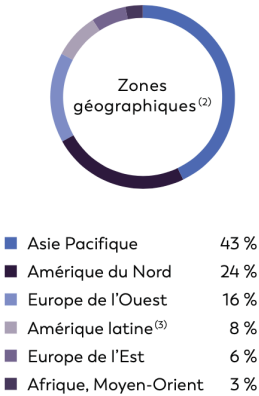 Zones
géographiques(2)
Asie Pacifique 43 %
Amérique du Nord 24 %
Europe de l’Ouest 16 %
Amérique latine(3) 8 %
Europe de l’Est 6 %
Afrique, Moyen-Orient 3 %